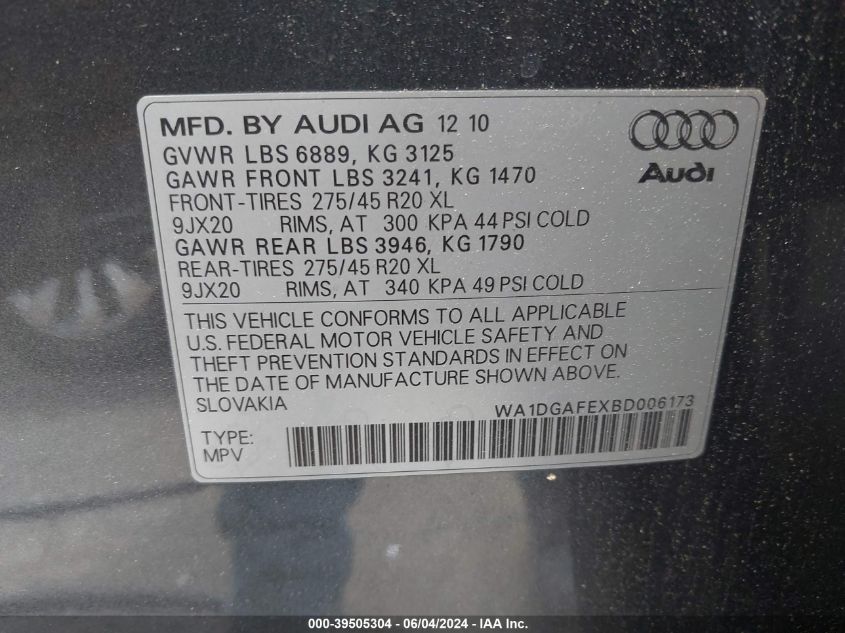 MFD. BY AUDI AG 12 10
GVWR LBS 6889, KG 3125
GAWR FRONT LBS 3241, KG 1470
FRONT-TIRES 275/45 R20 XL
9JX20 RIMS, AT 300 KPA 44 PSI COLD
GAWR REAR LBS 3946, KG 1790
REAR-TIRES 275/45 R20 XL
9JX20 RIMS, AT 340 KPA 49 PSI COLD
Audi
THIS VEHICLE CONFORMS TO ALL APPLICABLE
U.S. FEDERAL MOTOR VEHICLE SAFETY AND
THEFT PREVENTION STANDARDS IN EFFECT ON
THE DATE OF MANUFACTURE SHOWN ABOVE.
SLOVAKIA
WA1DGAFEXBD006173
TYPE:
MPV
000-39505304 - 06/04/2024 - IAA Inc.